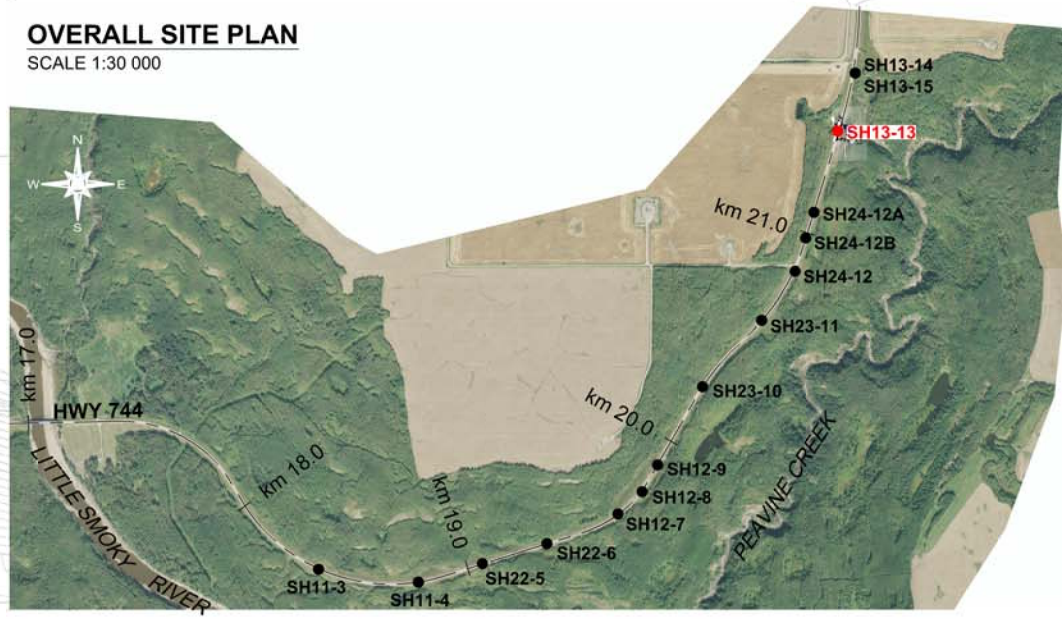 OVERALL SITE PLAN
SCALE 1:30 000
N
W
E
S
SH13-14
SH13-15
SH13-13
SH24-12A
km 21.0
SH24-12B
SH24-12
SH23-11
SH23-10
km 20.0
km 17.0
HWY 744
SH12-9
SH12-8
SH12-7
km 18.0
km 19.0
SH22-6
SH22-5
SH11-3
SH11-4
LITTLE SMOKY RIVER
PEAVINE CREEK